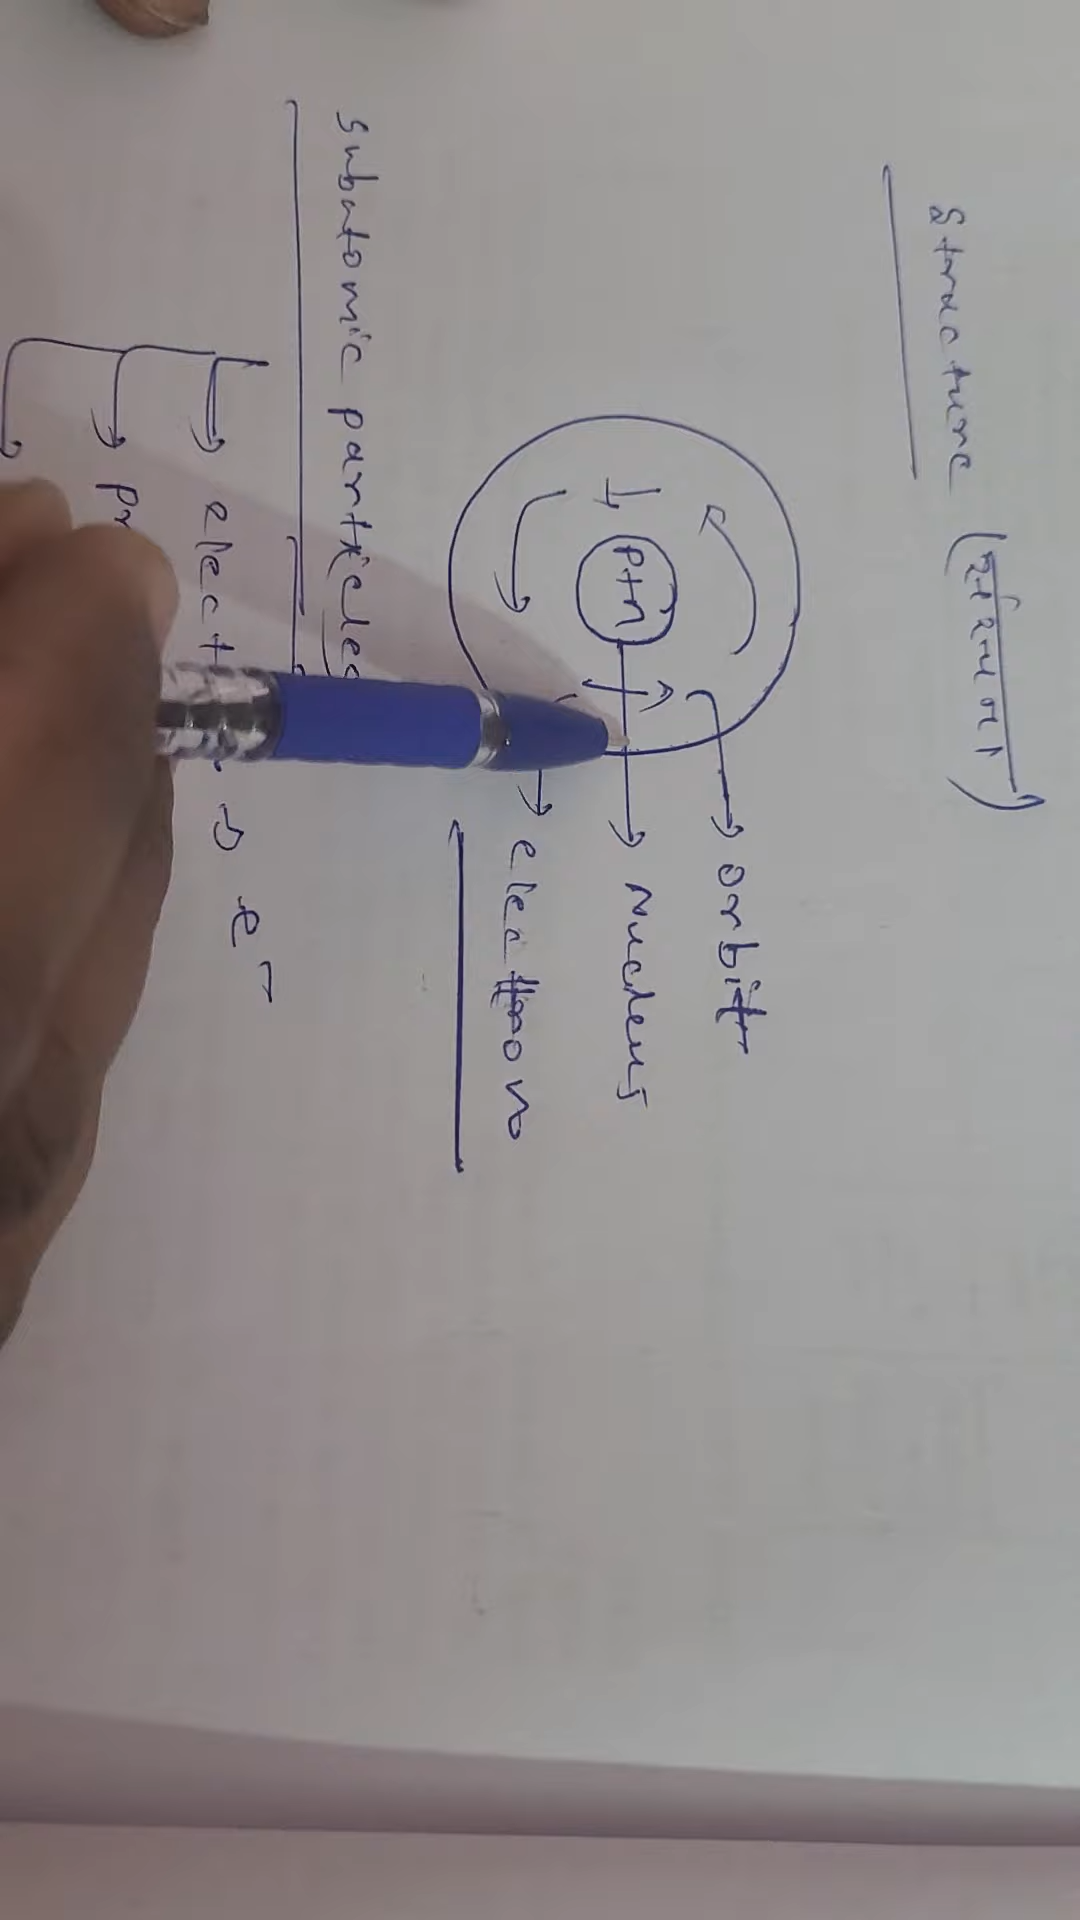 Structure (संरचना)
orbit
P+n
Nucleus
electron
Subatomic particles
e⁻